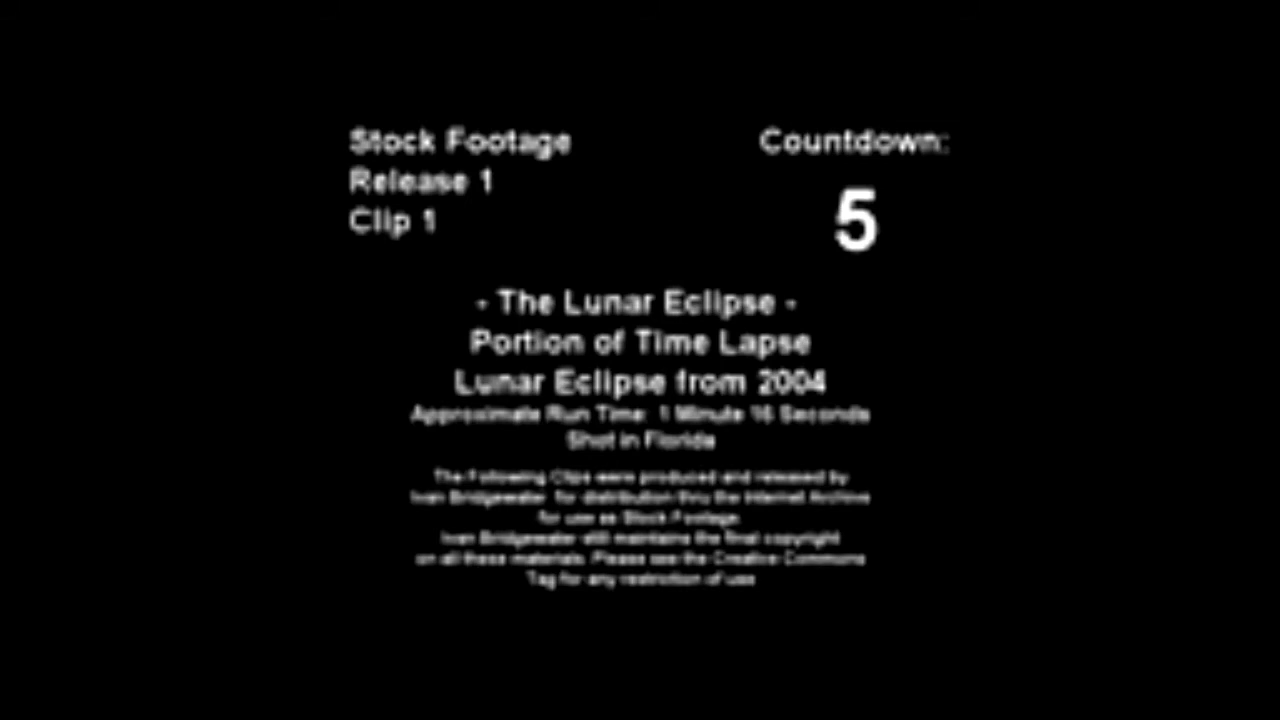 Stock Footage
Release 1
Clip 1
Countdown:
5
- The Lunar Eclipse -
Portion of Time Lapse
Lunar Eclipse from 2004
Approximate Run Time: 1 Minute 16 Seconds
Shot in Florida
The Following Clips were produced and released by
Ivan Bridgewater for distribution thru the Internet Archive
for use as Stock Footage.
Ivan Bridgewater still maintains the final copyright
on all these materials. Please see the Creative Commons
Tag for any restriction of use